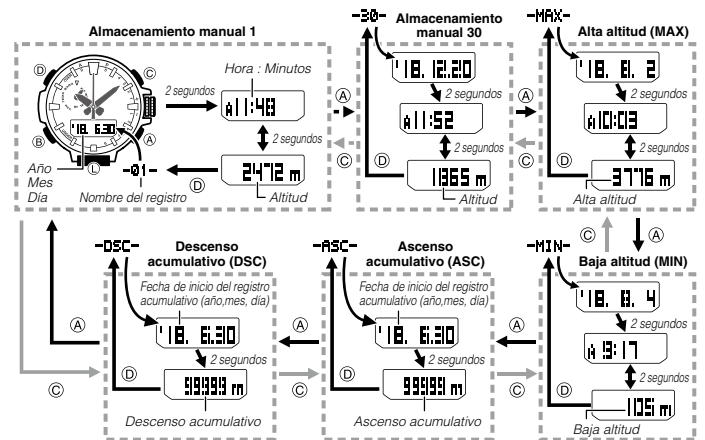 Almacenamiento manual 1
D
C
B
A
L
'18. 6.30
Año
Mes
Día
-01-
Nombre del registro
2 segundos
Hora : Minutos
A11:48
2 segundos
24712 m
Altitud
D
A
C
-30-
Almacenamiento
manual 30
'18. 12.20
2 segundos
A11:52
2 segundos
D
11365 m
Altitud
A
C
-MAX-
Alta altitud (MAX)
'18. 8. 2
2 segundos
A10:03
2 segundos
D
3776 m
Alta altitud
C
A
-MIN-
Baja altitud (MIN)
'18. 8. 4
2 segundos
A 9:17
2 segundos
D
m
Baja altitud
A
C
-ASC-
Ascenso
acumulativo (ASC)
Fecha de inicio del registro
acumulativo (año,mes, día)
'18. 6.30
2 segundos
D
99999 m
Ascenso acumulativo
A
C
-DSC-
Descenso
acumulativo (DSC)
Fecha de inicio del registro
acumulativo (año,mes, día)
'18. 6.30
2 segundos
D
99999 m
Descenso acumulativo
A
C